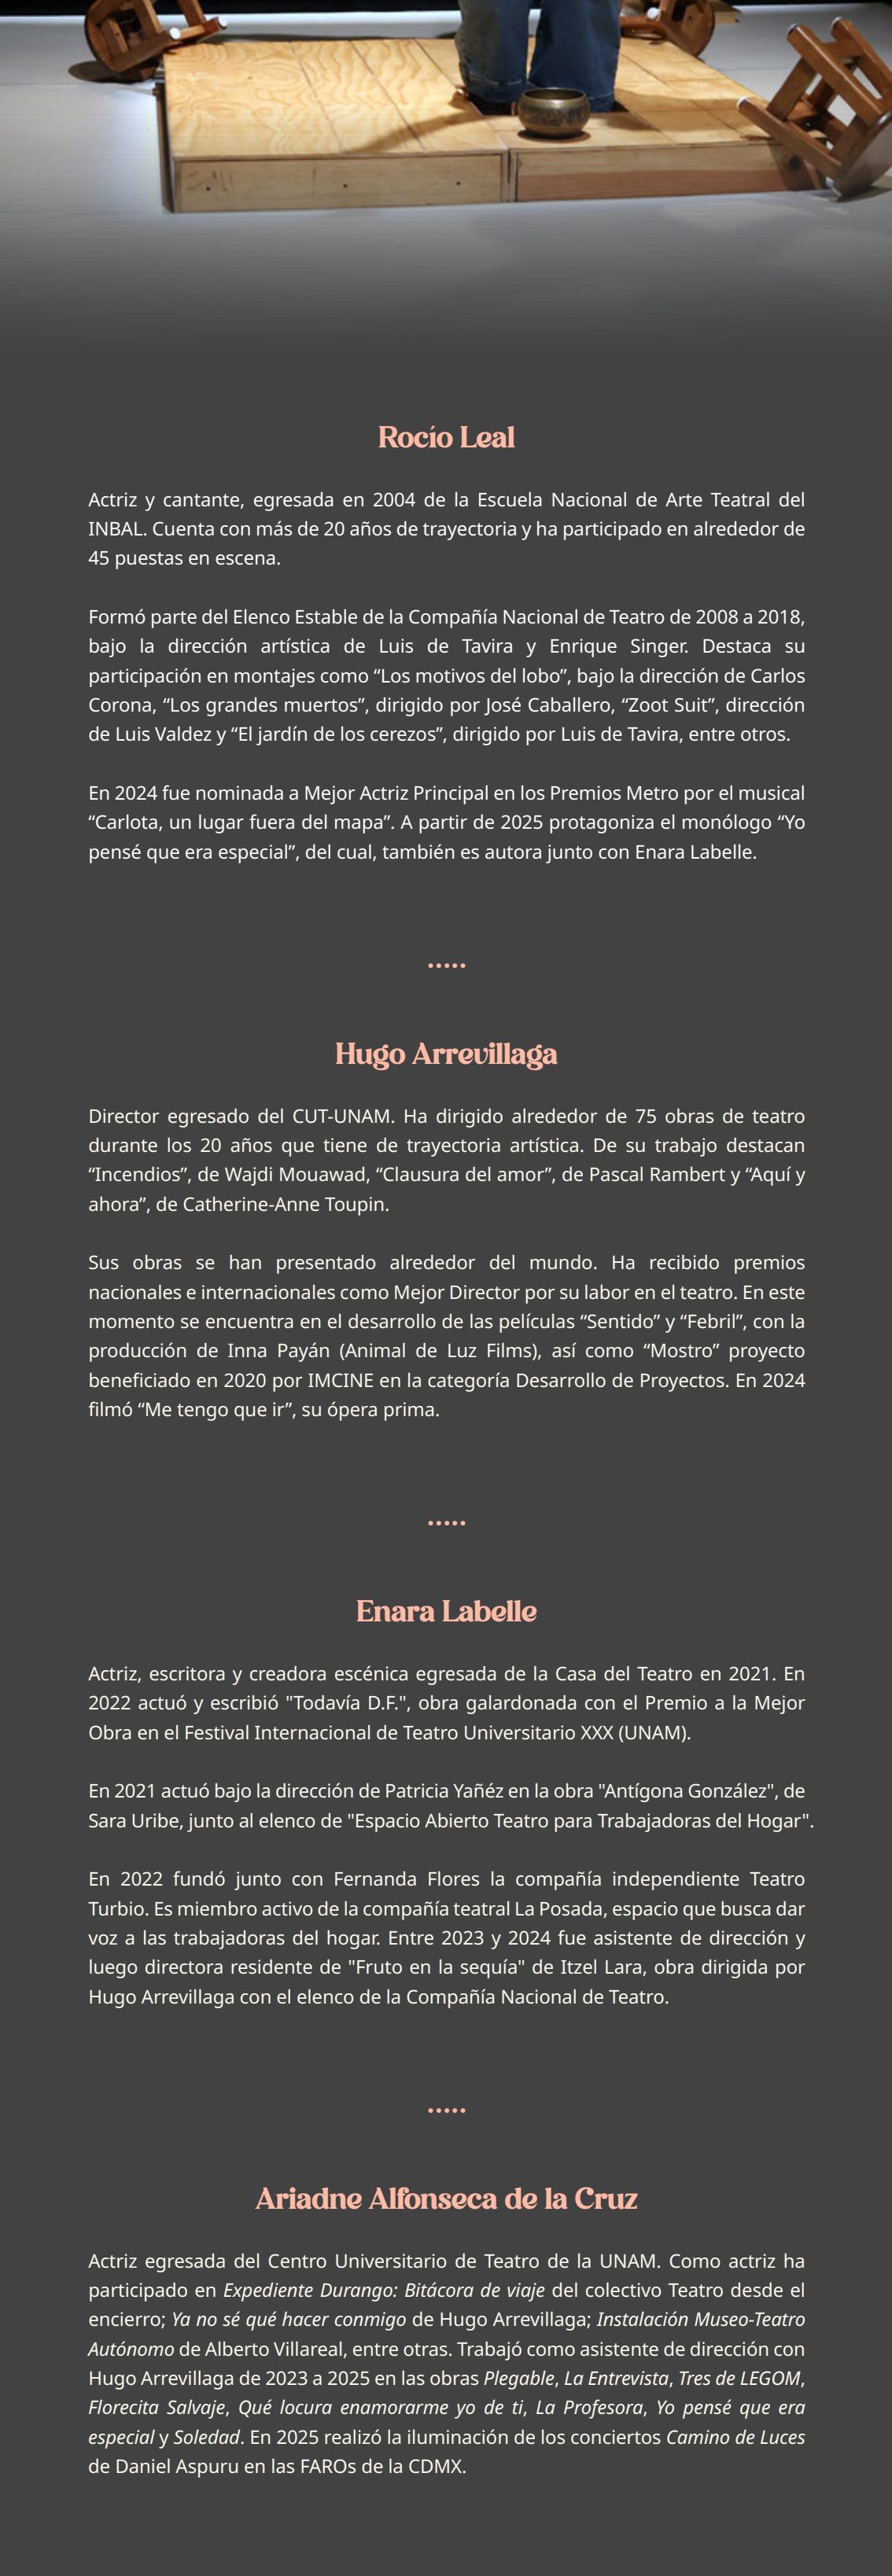 Rocío Leal
Actriz y cantante, egresada en 2004 de la Escuela Nacional de Arte Teatral del
INBAL. Cuenta con más de 20 años de trayectoria y ha participado en alrededor de
45 puestas en escena.
Formó parte del Elenco Estable de la Compañía Nacional de Teatro de 2008 a 2018,
bajo la dirección artística de Luis de Tavira y Enrique Singer. Destaca su
participación en montajes como “Los motivos del lobo”, bajo la dirección de Carlos
Corona, “Los grandes muertos”, dirigido por José Caballero, “Zoot Suit”, dirección
de Luis Valdez y “El jardín de los cerezos”, dirigido por Luis de Tavira, entre otros.
En 2024 fue nominada a Mejor Actriz Principal en los Premios Metro por el musical
“Carlota, un lugar fuera del mapa”. A partir de 2025 protagoniza el monólogo “Yo
pensé que era especial”, del cual, también es autora junto con Enara Labelle.
•••••
Hugo Arrevillaga
Director egresado del CUT-UNAM. Ha dirigido alrededor de 75 obras de teatro
durante los 20 años que tiene de trayectoria artística. De su trabajo destacan
“Incendios”, de Wajdi Mouawad, “Clausura del amor”, de Pascal Rambert y “Aquí y
ahora”, de Catherine-Anne Toupin.
Sus obras se han presentado alrededor del mundo. Ha recibido premios
nacionales e internacionales como Mejor Director por su labor en el teatro. En este
momento se encuentra en el desarrollo de las películas “Sentido” y “Febril”, con la
producción de Inna Payán (Animal de Luz Films), así como “Mostro” proyecto
beneficiado en 2020 por IMCINE en la categoría Desarrollo de Proyectos. En 2024
filmó “Me tengo que ir”, su ópera prima.
•••••
Enara Labelle
Actriz, escritora y creadora escénica egresada de la Casa del Teatro en 2021. En
2022 actuó y escribió "Todavía D.F.", obra galardonada con el Premio a la Mejor
Obra en el Festival Internacional de Teatro Universitario XXX (UNAM).
En 2021 actuó bajo la dirección de Patricia Yañéz en la obra "Antígona González", de
Sara Uribe, junto al elenco de "Espacio Abierto Teatro para Trabajadoras del Hogar".
En 2022 fundó junto con Fernanda Flores la compañía independiente Teatro
Turbio. Es miembro activo de la compañía teatral La Posada, espacio que busca dar
voz a las trabajadoras del hogar. Entre 2023 y 2024 fue asistente de dirección y
luego directora residente de "Fruto en la sequía" de Itzel Lara, obra dirigida por
Hugo Arrevillaga con el elenco de la Compañía Nacional de Teatro.
•••••
Ariadne Alfonseca de la Cruz
Actriz egresada del Centro Universitario de Teatro de la UNAM. Como actriz ha
participado en Expediente Durango: Bitácora de viaje del colectivo Teatro desde el
encierro; Ya no sé qué hacer conmigo de Hugo Arrevillaga; Instalación Museo-Teatro
Autónomo de Alberto Villareal, entre otras. Trabajó como asistente de dirección con
Hugo Arrevillaga de 2023 a 2025 en las obras Plegable, La Entrevista, Tres de LEGOM,
Florecita Salvaje, Qué locura enamorarme yo de ti, La Profesora, Yo pensé que era
especial y Soledad. En 2025 realizó la iluminación de los conciertos Camino de Luces
de Daniel Aspuru en las FAROs de la CDMX.